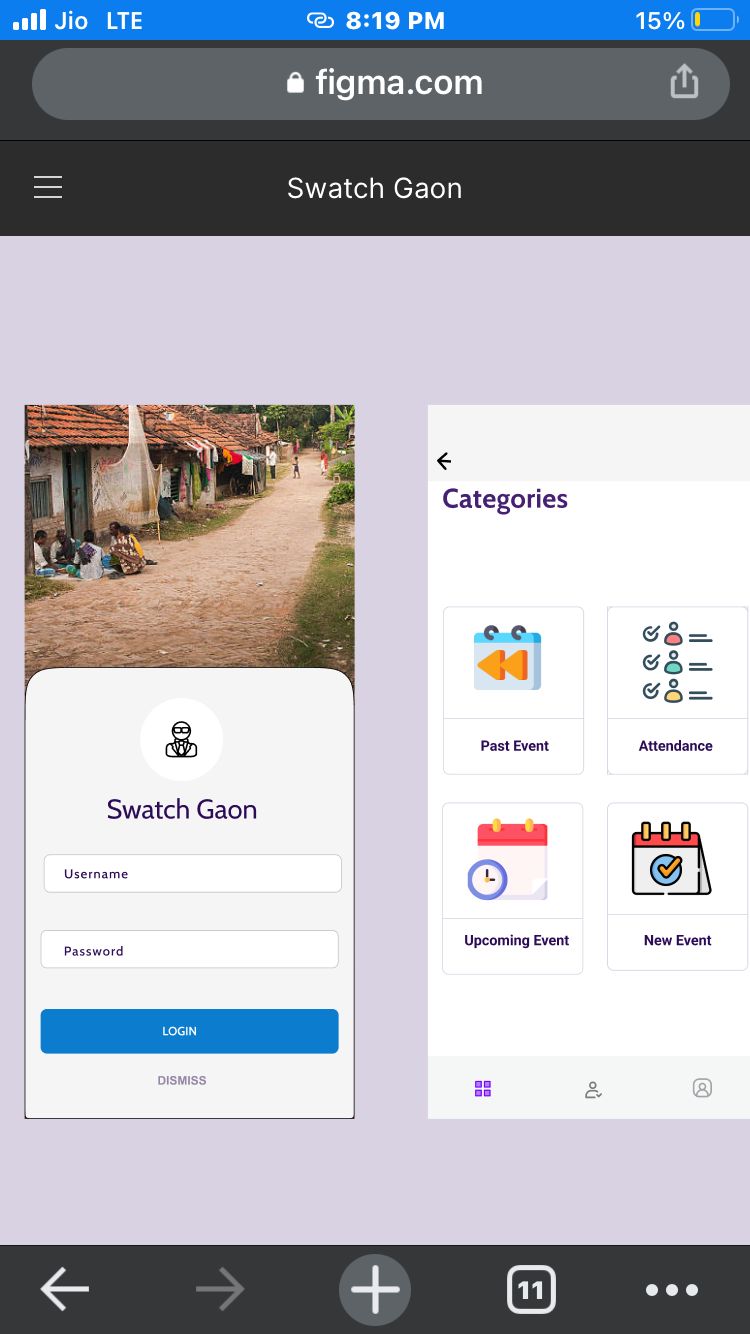 Jio LTE 8:19 PM 15%
figma.com
Swatch Gaon
Swatch Gaon
Username
Password
LOGIN
DISMISS
Categories
Past Event
Attendance
Upcoming Event
New Event
11